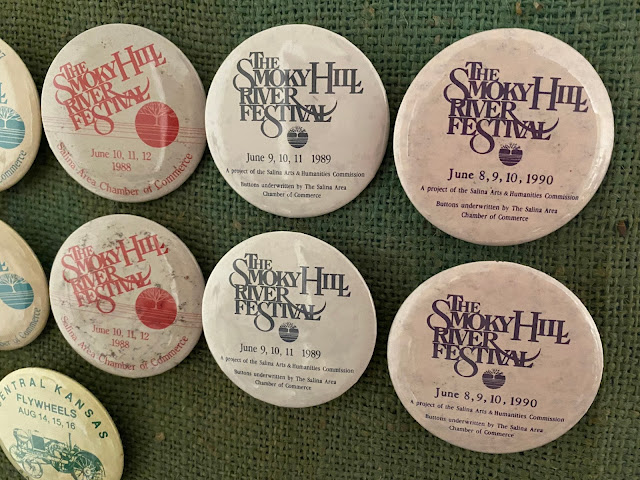 THE
SMOKY HILL
RIVER
FESTIVAL
June 10, 11, 12
1988
Salina Area Chamber of Commerce
THE
SMOKY HILL
RIVER
FESTIVAL
June 9, 10, 11 1989
A project of the Salina Arts & Humanities Commission
Buttons underwritten by The Salina Area
Chamber of Commerce
THE
SMOKY HILL
RIVER
FESTIVAL
June 8, 9, 10, 1990
A project of the Salina Arts & Humanities Commission
Buttons underwritten by The Salina Area
Chamber of Commerce
THE
SMOKY HILL
RIVER
FESTIVAL
June 10, 11, 12
1988
Salina Area Chamber of Commerce
THE
SMOKY HILL
RIVER
FESTIVAL
June 9, 10, 11 1989
A project of the Salina Arts & Humanities Commission
Buttons underwritten by The Salina Area
Chamber of Commerce
THE
SMOKY HILL
RIVER
FESTIVAL
June 8, 9, 10, 1990
A project of the Salina Arts & Humanities Commission
Buttons underwritten by The Salina Area
Chamber of Commerce
Commerce
Commerce
CENTRAL KANSAS
FLYWHEELS
AUG 14, 15, 16